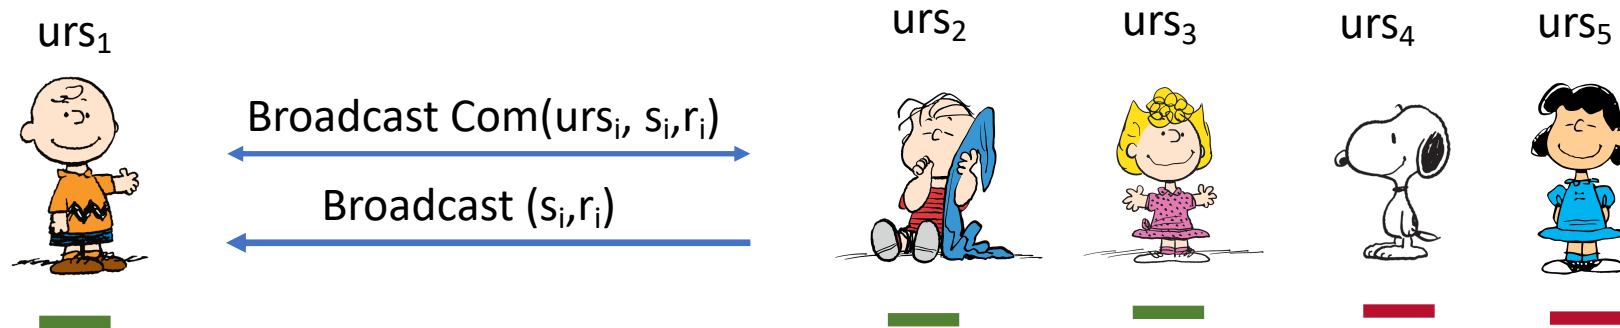 urs₁
urs₂
urs₃
urs₄
urs₅
Broadcast Com(ursᵢ, sᵢ,rᵢ)
Broadcast (sᵢ,rᵢ)